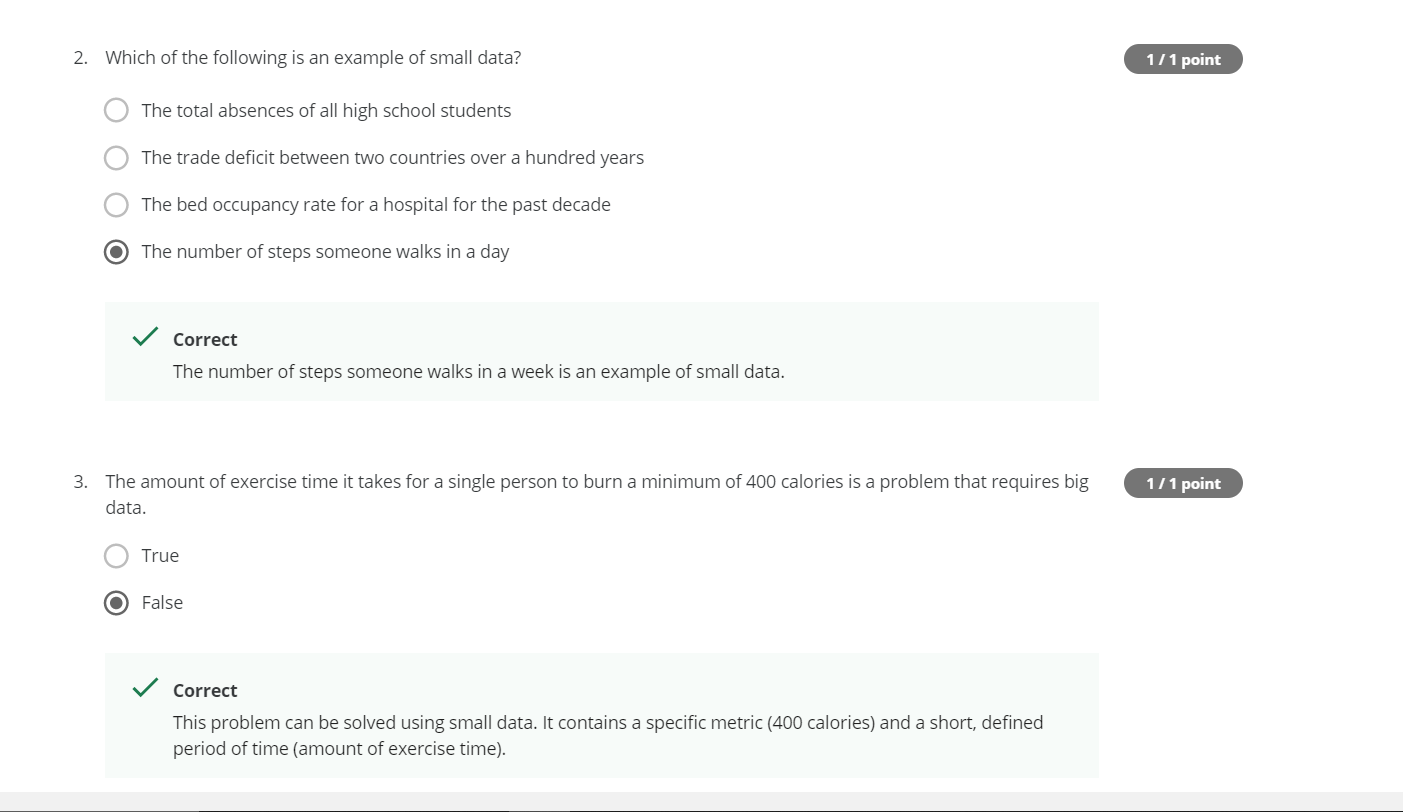 2. Which of the following is an example of small data?
1 / 1 point
The total absences of all high school students
The trade deficit between two countries over a hundred years
The bed occupancy rate for a hospital for the past decade
The number of steps someone walks in a day
Correct
The number of steps someone walks in a week is an example of small data.
3. The amount of exercise time it takes for a single person to burn a minimum of 400 calories is a problem that requires big
data.
1 / 1 point
True
False
Correct
This problem can be solved using small data. It contains a specific metric (400 calories) and a short, defined
period of time (amount of exercise time).